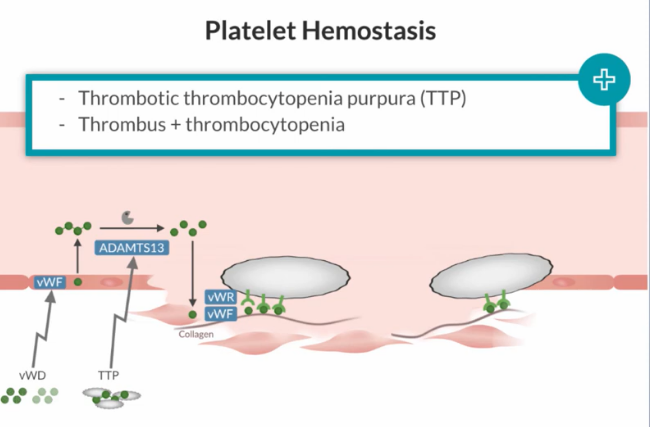 Platelet Hemostasis
- Thrombotic thrombocytopenia purpura (TTP)
- Thrombus + thrombocytopenia
ADAMTS13
vWF
vWR
vWF
Collagen
vWD
TTP